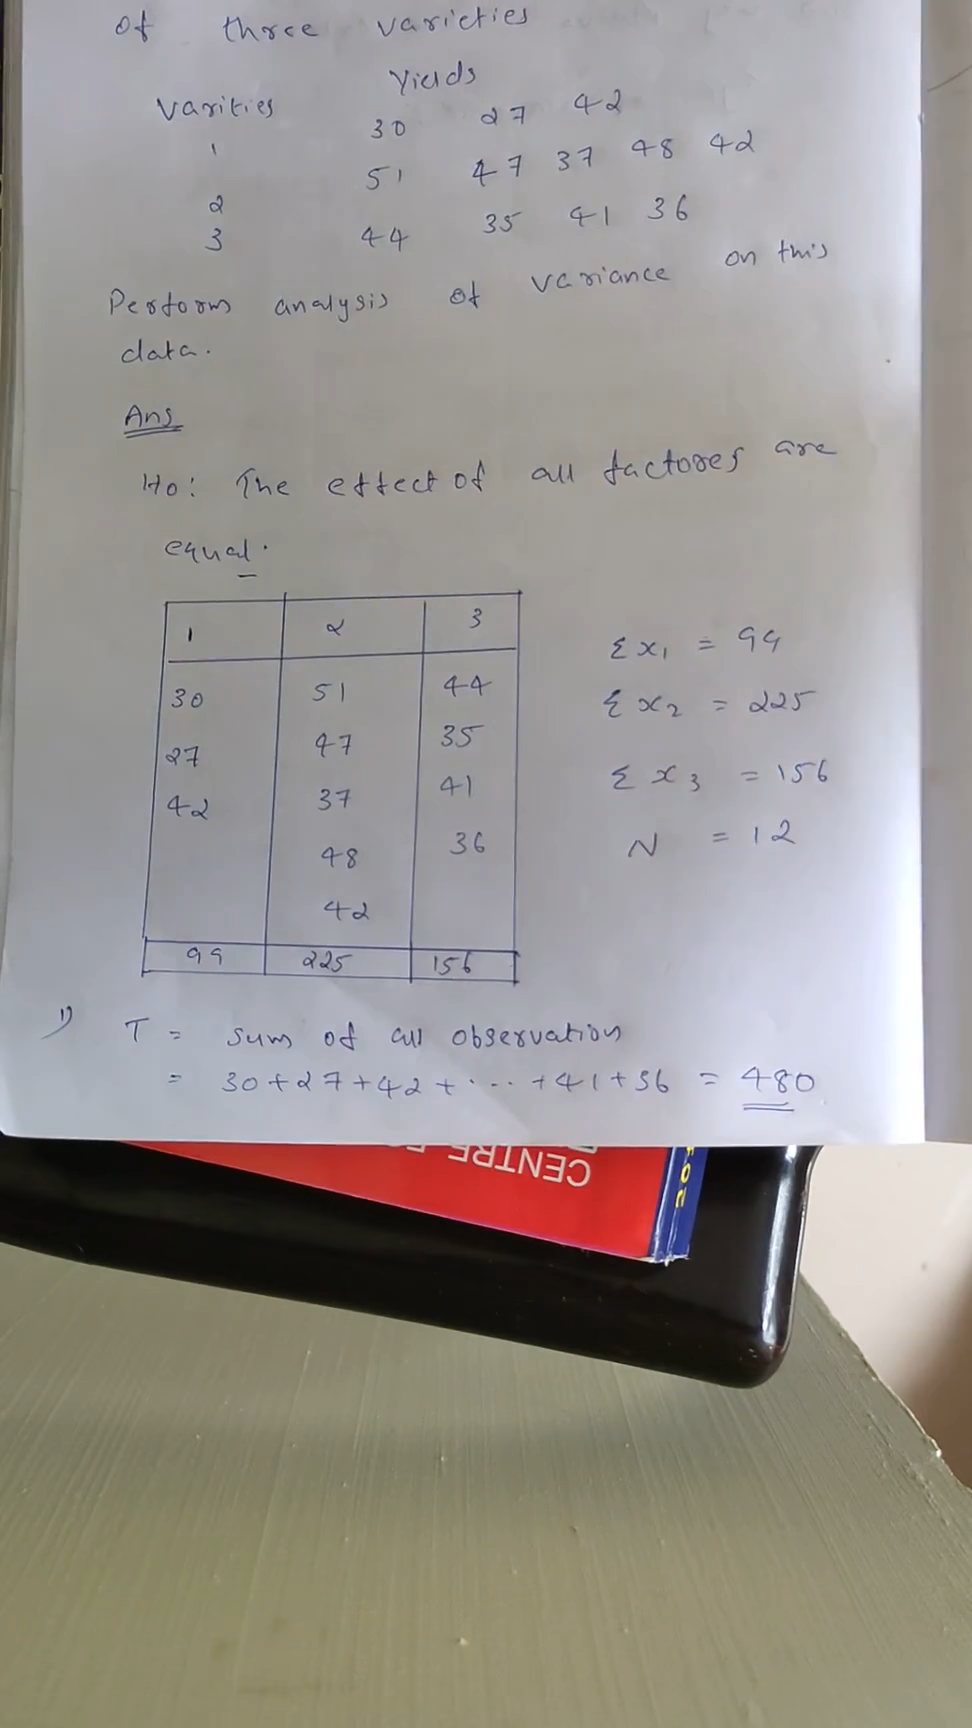 of three varieties
Varities Yields
1 30 27 42
2 51 47 37 48 42
3 44 35 41 36
Perform analysis of variance on this
data.
Ans
Ho: The effect of all factores are
equal.
1 2 3
30 51 44
27 47 35
42 37 41
48 36
42
99 225 156
Σx₁ = 99
Σx₂ = 225
Σx₃ = 156
N = 12
1) T = sum of all observation
= 30+27+42+....+41+36 = 480
CENTRE